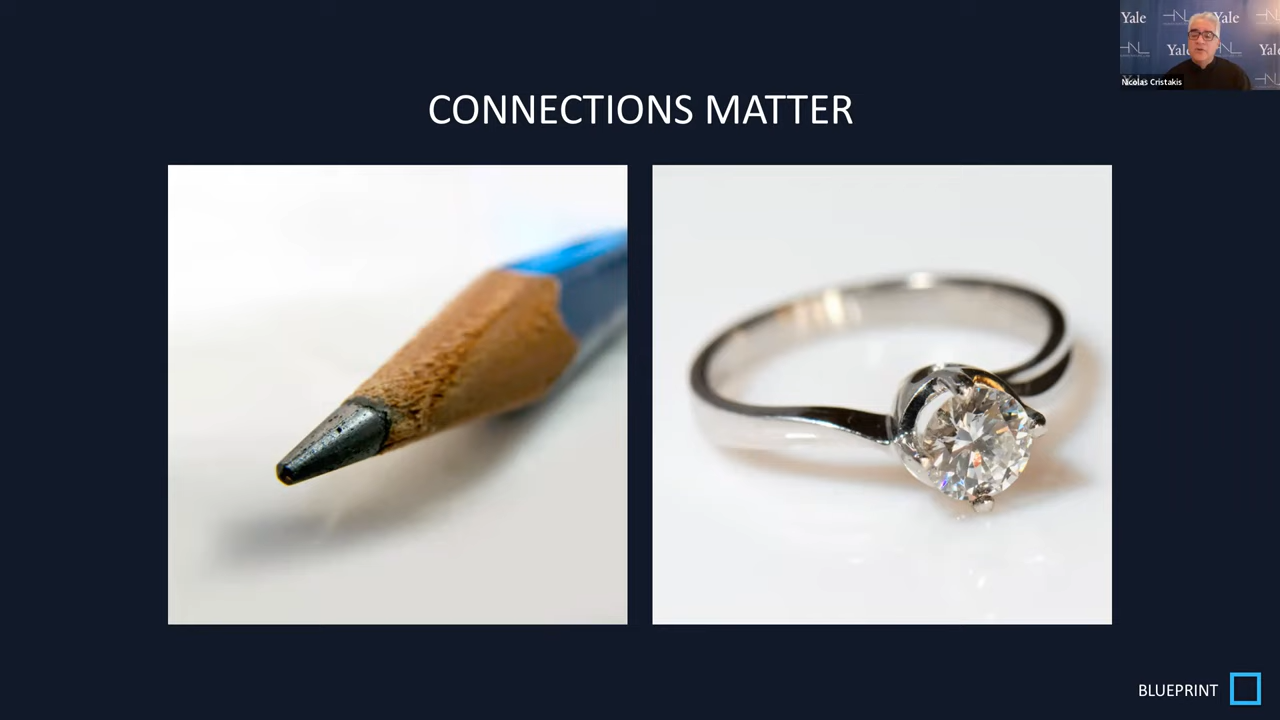 CONNECTIONS MATTER
Yale
Yale
Yale
Yale
Nicolas Cristakis
BLUEPRINT